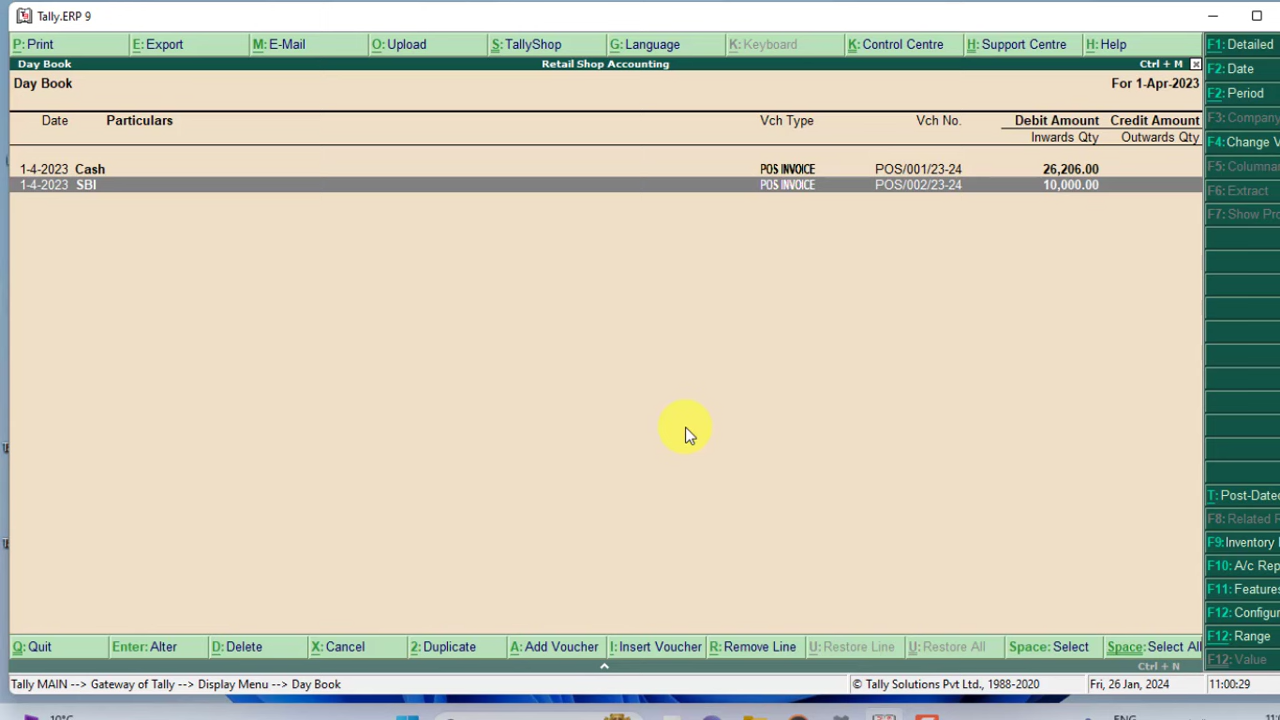 Tally.ERP 9
P: Print E: Export M: E-Mail O: Upload S: TallyShop G: Language K: Keyboard K: Control Centre H: Support Centre H: Help
Day Book Retail Shop Accounting Ctrl + M
Day Book For 1-Apr-2023
Date Particulars Vch Type Vch No. Debit Amount Credit Amount
Inwards Qty Outwards Qty
1-4-2023 Cash POS INVOICE POS/001/23-24 26,206.00
1-4-2023 SBI POS INVOICE POS/002/23-24 10,000.00
F1: Detailed
F2: Date
F2: Period
F3: Company
F4: Change V
F5: Columna
F6: Extract
F7: Show Pro
T: Post-Dated
F8: Related P
F9: Inventory
F10: A/c Rep
F11: Features
F12: Configur
F12: Range
F12: Value
Q: Quit Enter: Alter D: Delete X: Cancel 2: Duplicate A: Add Voucher I: Insert Voucher R: Remove Line U: Restore Line U: Restore All Space: Select Space: Select All
Ctrl + N
Tally MAIN --> Gateway of Tally --> Display Menu --> Day Book © Tally Solutions Pvt Ltd., 1988-2020 Fri, 26 Jan, 2024 11:00:29
10°C ENG